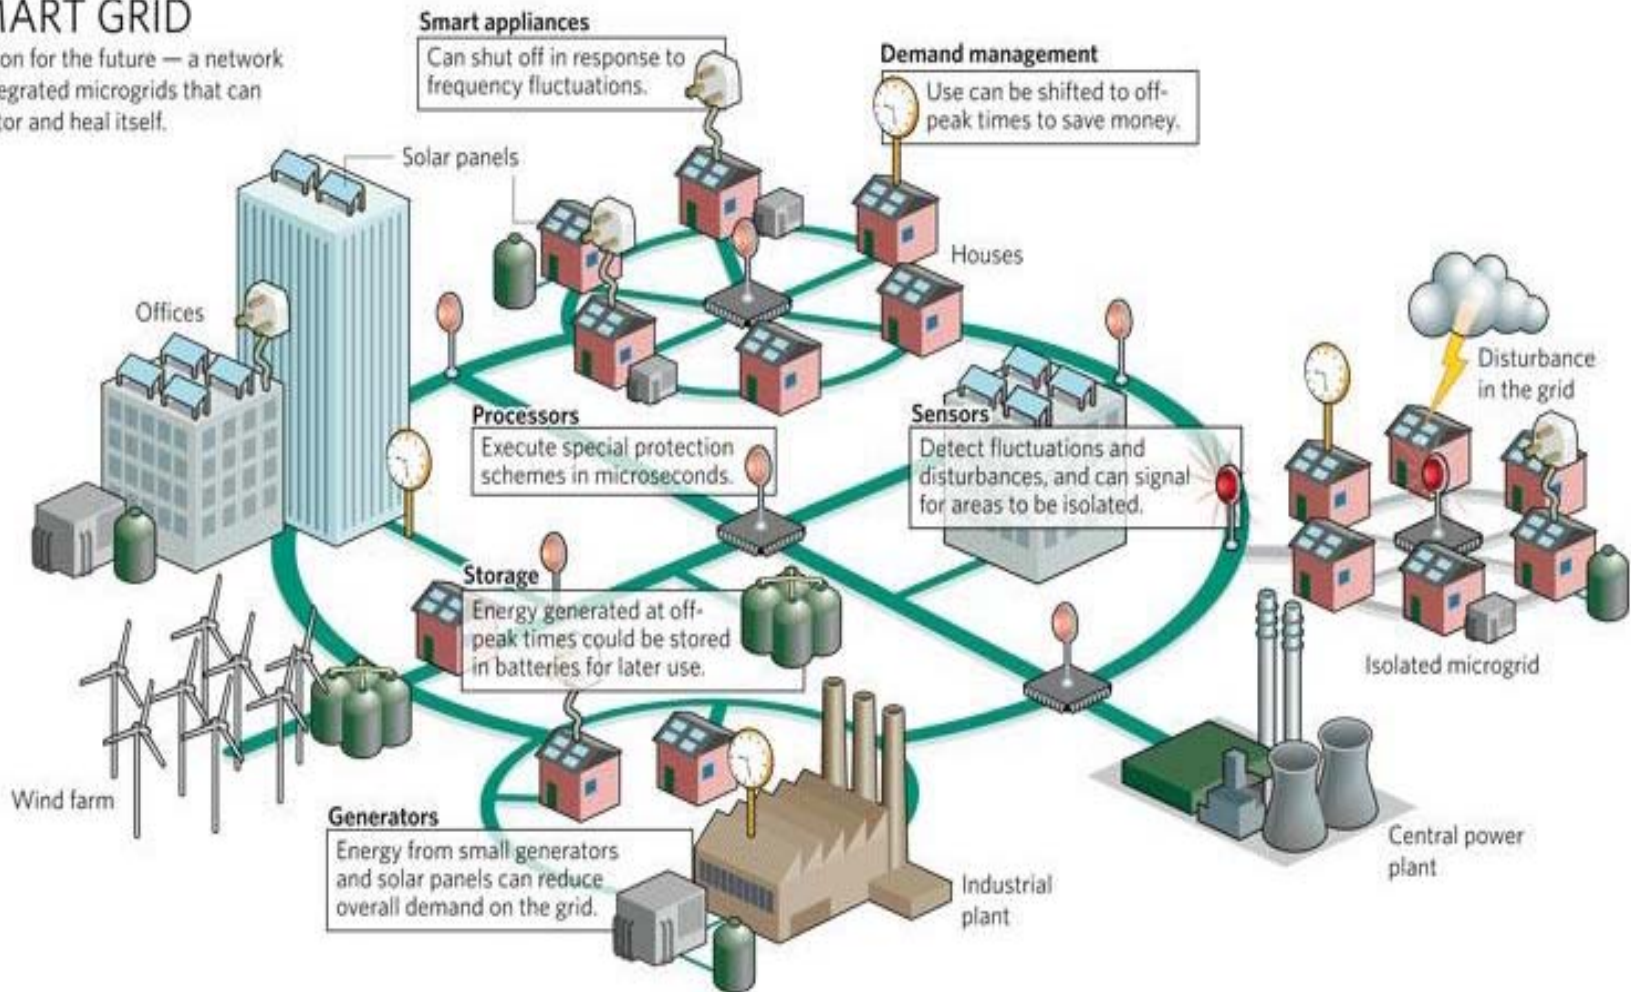 MART GRID
on for the future — a network
egrated microgrids that can
tor and heal itself.
Smart appliances
Can shut off in response to
frequency fluctuations.
Demand management
Use can be shifted to off-
peak times to save money.
Solar panels
Houses
Offices
Disturbance
in the grid
Processors
Execute special protection
schemes in microseconds.
Sensors
Detect fluctuations and
disturbances, and can signal
for areas to be isolated.
Storage
Energy generated at off-
peak times could be stored
in batteries for later use.
Isolated microgrid
Wind farm
Generators
Energy from small generators
and solar panels can reduce
overall demand on the grid.
Central power
plant
Industrial
plant